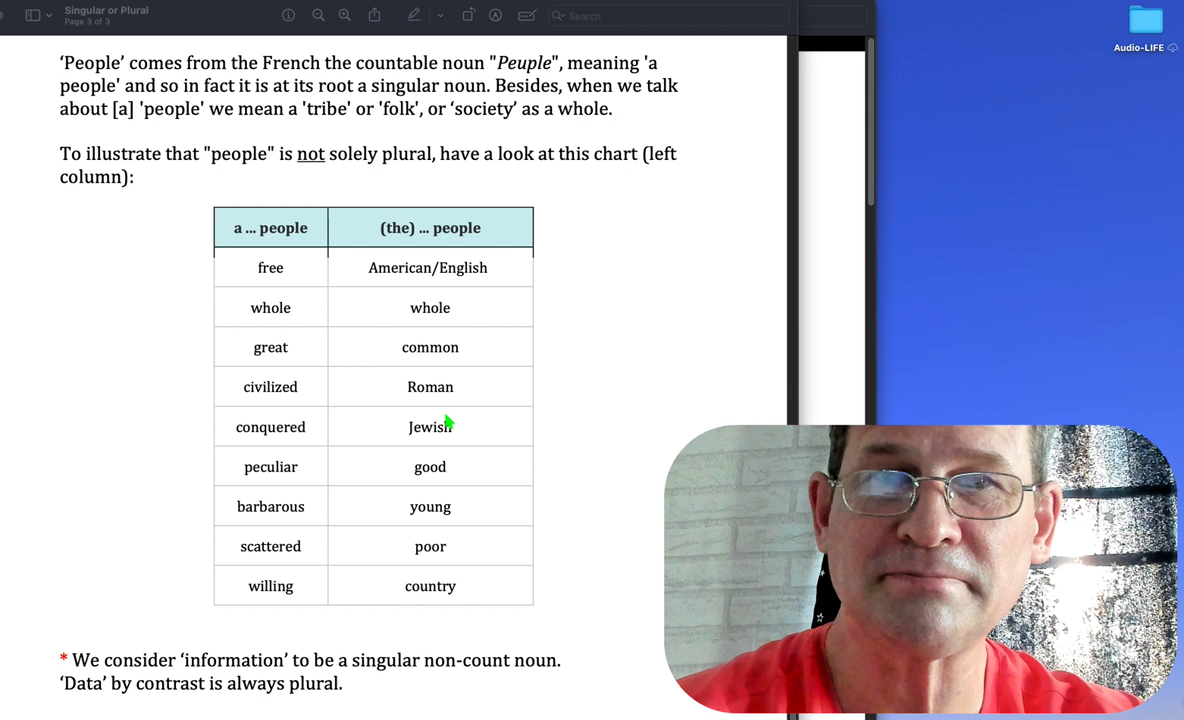 Singular or Plural
Page 3 of 3
Search
Audio-LIFE
‘People’ comes from the French the countable noun "Peuple", meaning 'a
people' and so in fact it is at its root a singular noun. Besides, when we talk
about [a] 'people' we mean a 'tribe' or 'folk', or ‘society’ as a whole.
To illustrate that "people" is not solely plural, have a look at this chart (left
column):
a ... people (the) ... people
free American/English
whole whole
great common
civilized Roman
conquered Jewish
peculiar good
barbarous young
scattered poor
willing country
* We consider ‘information’ to be a singular non-count noun.
‘Data’ by contrast is always plural.